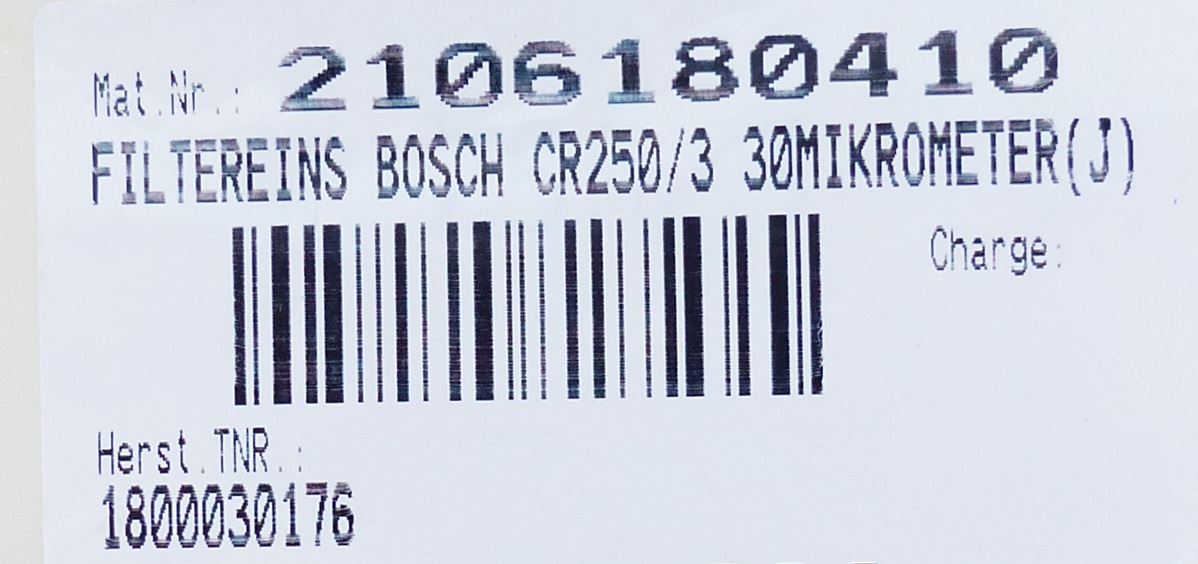 Mat.Nr.: 2106180410
FILTEREINS BOSCH CR250/3 30MIKROMETER(J)
Charge:
Herst.TNR.:
1800030176